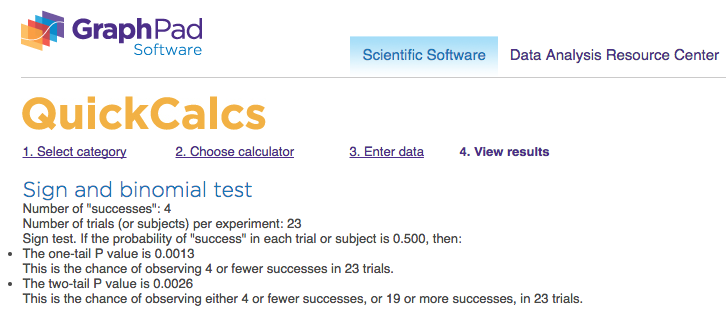 GraphPad
Software
Scientific Software Data Analysis Resource Center
QuickCalcs
1. Select category 2. Choose calculator 3. Enter data 4. View results
Sign and binomial test
Number of "successes": 4
Number of trials (or subjects) per experiment: 23
Sign test. If the probability of "success" in each trial or subject is 0.500, then:
• The one-tail P value is 0.0013
This is the chance of observing 4 or fewer successes in 23 trials.
• The two-tail P value is 0.0026
This is the chance of observing either 4 or fewer successes, or 19 or more successes, in 23 trials.